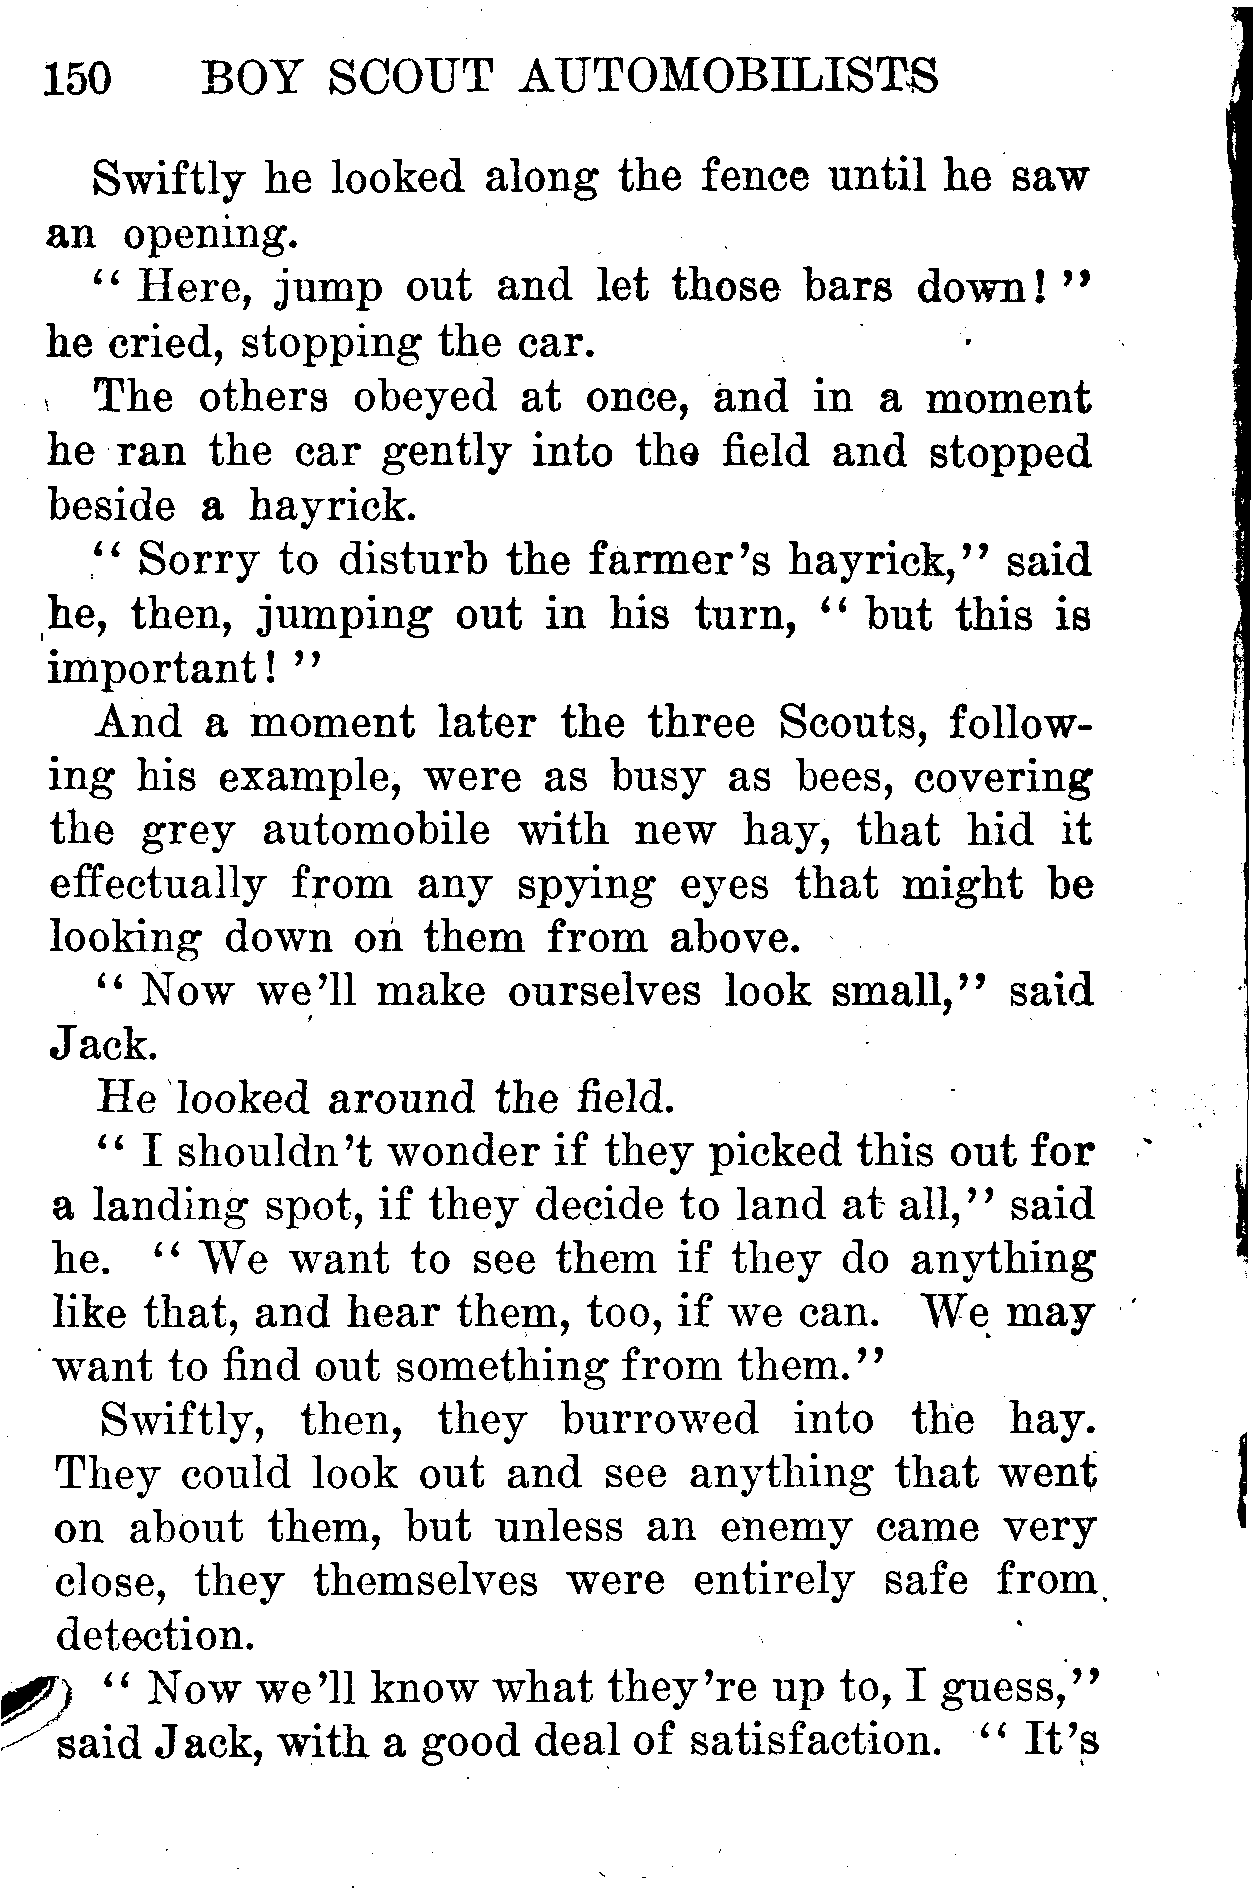 150 BOY SCOUT AUTOMOBILISTS
Swiftly he looked along the fence until he saw
an opening.
“ Here, jump out and let those bars down! ”
he cried, stopping the car.
The others obeyed at once, and in a moment
he ran the car gently into the field and stopped
beside a hayrick.
“ Sorry to disturb the farmer’s hayrick,” said
he, then, jumping out in his turn, “ but this is
important! ”
And a moment later the three Scouts, follow-
ing his example, were as busy as bees, covering
the grey automobile with new hay, that hid it
effectually from any spying eyes that might be
looking down on them from above.
“ Now we’ll make ourselves look small,” said
Jack.
He looked around the field.
“ I shouldn’t wonder if they picked this out for
a landing spot, if they decide to land at all,” said
he. “ We want to see them if they do anything
like that, and hear them, too, if we can. We may
want to find out something from them.”
Swiftly, then, they burrowed into the hay.
They could look out and see anything that went
on about them, but unless an enemy came very
close, they themselves were entirely safe from
detection.
“ Now we’ll know what they’re up to, I guess,”
said Jack, with a good deal of satisfaction. “ It’s